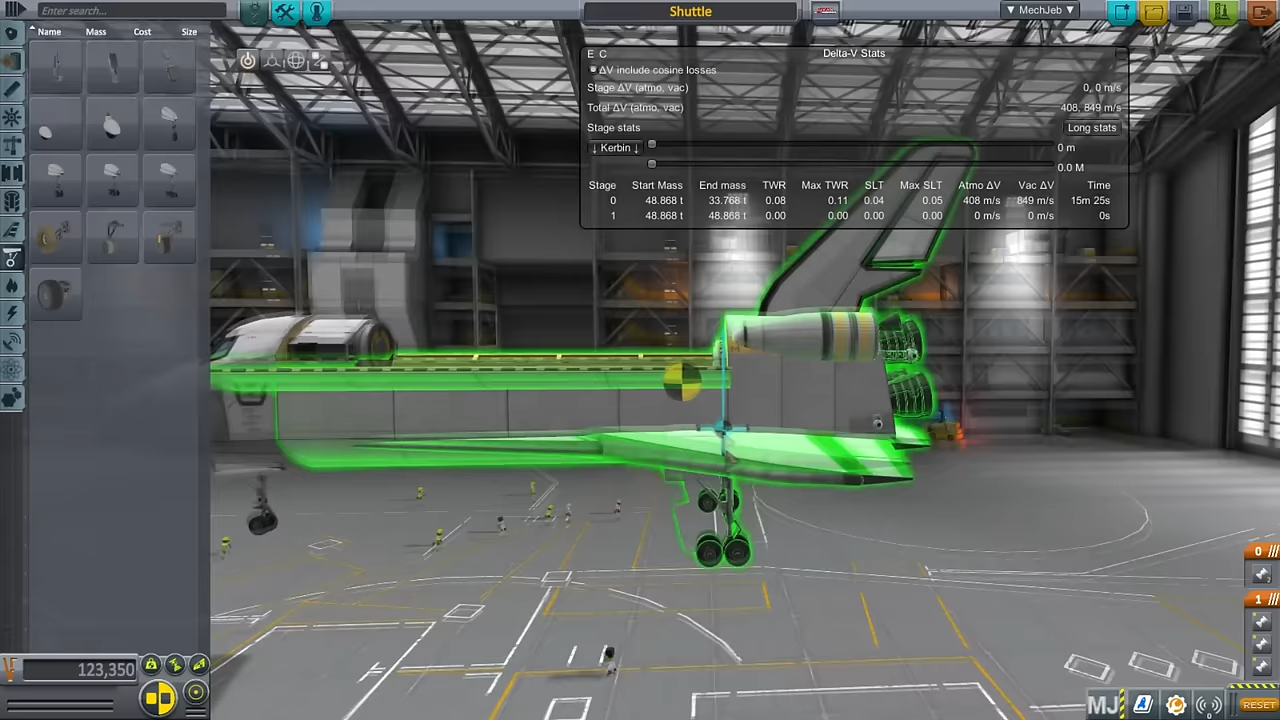 Enter search...
Shuttle
▼ MechJeb ▼
Name Mass Cost Size
E C Delta-V Stats
ΔV include cosine losses
Stage ΔV (atmo, vac) 0, 0 m/s
Total ΔV (atmo, vac) 408, 849 m/s
Stage stats Long stats
↓ Kerbin ↓ 0 m
0.0 M
Stage Start Mass End mass TWR Max TWR SLT Max SLT Atmo ΔV Vac ΔV Time
0 48.868 t 33.768 t 0.08 0.11 0.04 0.05 408 m/s 849 m/s 15m 25s
1 48.868 t 48.868 t 0.00 0.00 0.00 0.00 0 m/s 0 m/s 0s
0
1
123,350
MJ
RESET